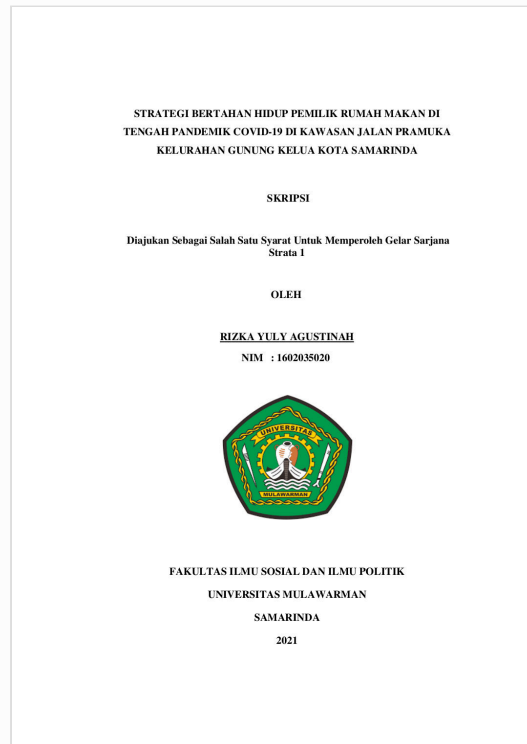 STRATEGI BERTAHAN HIDUP PEMILIK RUMAH MAKAN DI
TENGAH PANDEMIK COVID-19 DI KAWASAN JALAN PRAMUKA
KELURAHAN GUNUNG KELUA KOTA SAMARINDA
SKRIPSI
Diajukan Sebagai Salah Satu Syarat Untuk Memperoleh Gelar Sarjana
Strata 1
OLEH
RIZKA YULY AGUSTINAH
NIM : 1602035020
UNIVERSITAS
MULAWARMAN
FAKULTAS ILMU SOSIAL DAN ILMU POLITIK
UNIVERSITAS MULAWARMAN
SAMARINDA
2021